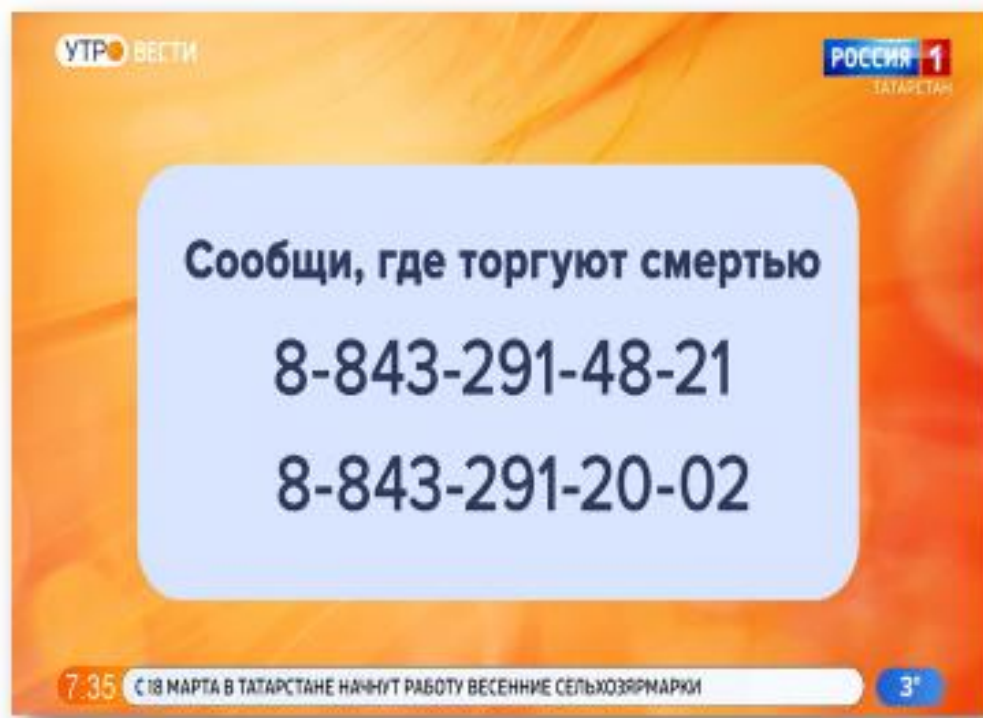 УТРО ВЕСТИ
РОССИЯ 1
ТАТАРСТАН
Сообщи, где торгуют смертью
8-843-291-48-21
8-843-291-20-02
7:35 С 18 МАРТА В ТАТАРСТАНЕ НАЧНУТ РАБОТУ ВЕСЕННИЕ СЕЛЬХОЗЯРМАРКИ 3°